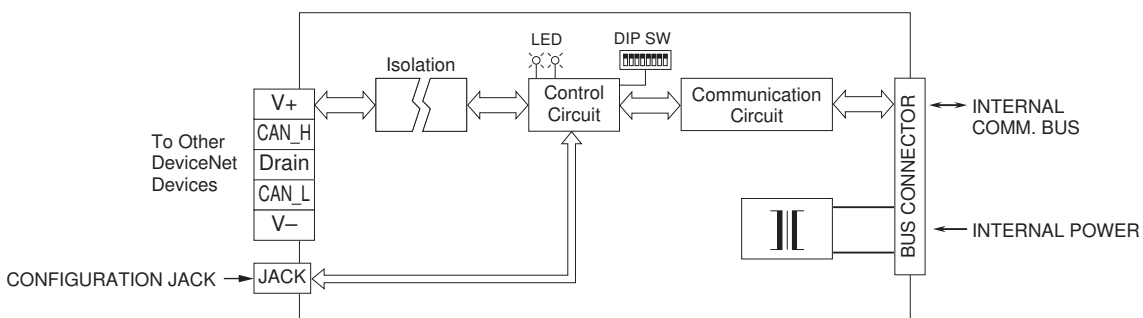 LED
DIP SW
Isolation
Control
Circuit
Communication
Circuit
To Other
DeviceNet
Devices
V+
CAN_H
Drain
CAN_L
V–
BUS CONNECTOR
INTERNAL
COMM. BUS
INTERNAL POWER
CONFIGURATION JACK
JACK